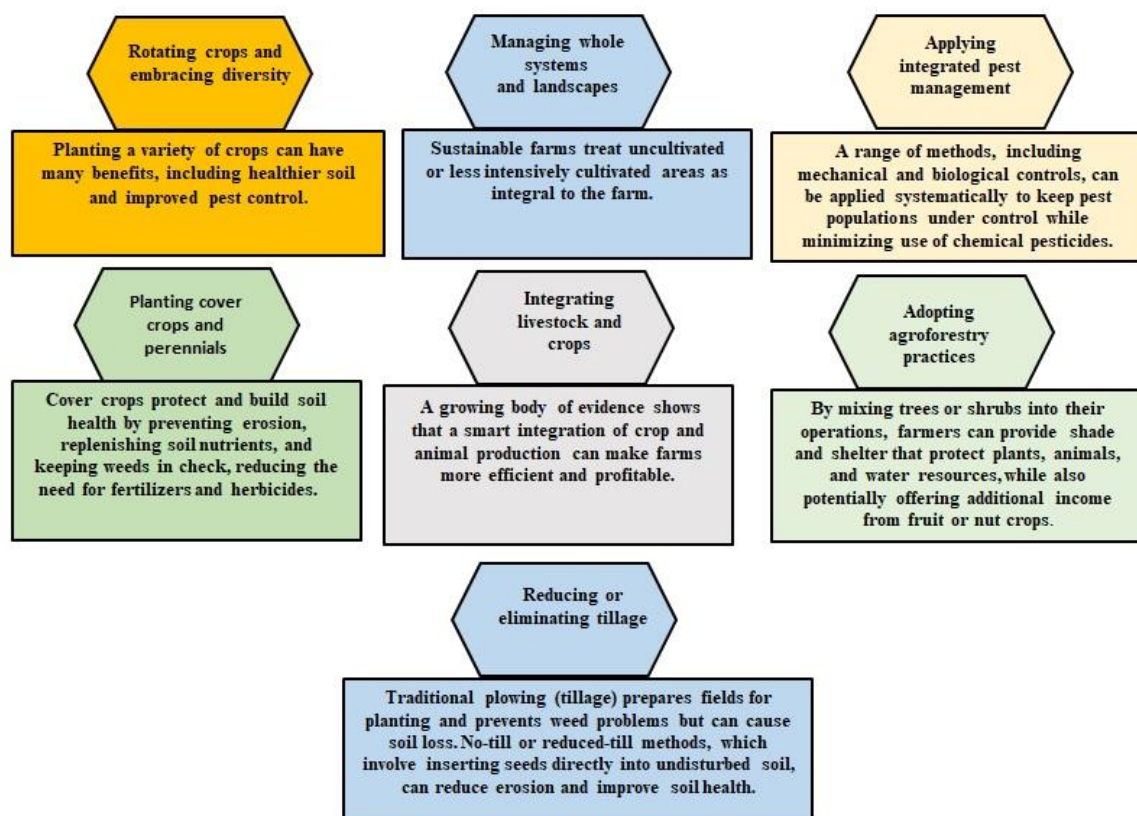 Rotating crops and
embracing diversity
Planting a variety of crops can have
many benefits, including healthier soil
and improved pest control.
Managing whole
systems
and landscapes
Sustainable farms treat uncultivated
or less intensively cultivated areas as
integral to the farm.
Applying
integrated pest
management
A range of methods, including
mechanical and biological controls, can
be applied systematically to keep pest
populations under control while
minimizing use of chemical pesticides.
Planting cover
crops and
perennials
Cover crops protect and build soil
health by preventing erosion,
replenishing soil nutrients, and
keeping weeds in check, reducing the
need for fertilizers and herbicides.
Integrating
livestock and
crops
A growing body of evidence shows
that a smart integration of crop and
animal production can make farms
more efficient and profitable.
Adopting
agroforestry
practices
By mixing trees or shrubs into their
operations, farmers can provide shade
and shelter that protect plants, animals,
and water resources, while also
potentially offering additional income
from fruit or nut crops.
Reducing or
eliminating tillage
Traditional plowing (tillage) prepares fields for
planting and prevents weed problems but can cause
soil loss. No-till or reduced-till methods, which
involve inserting seeds directly into undisturbed soil,
can reduce erosion and improve soil health.